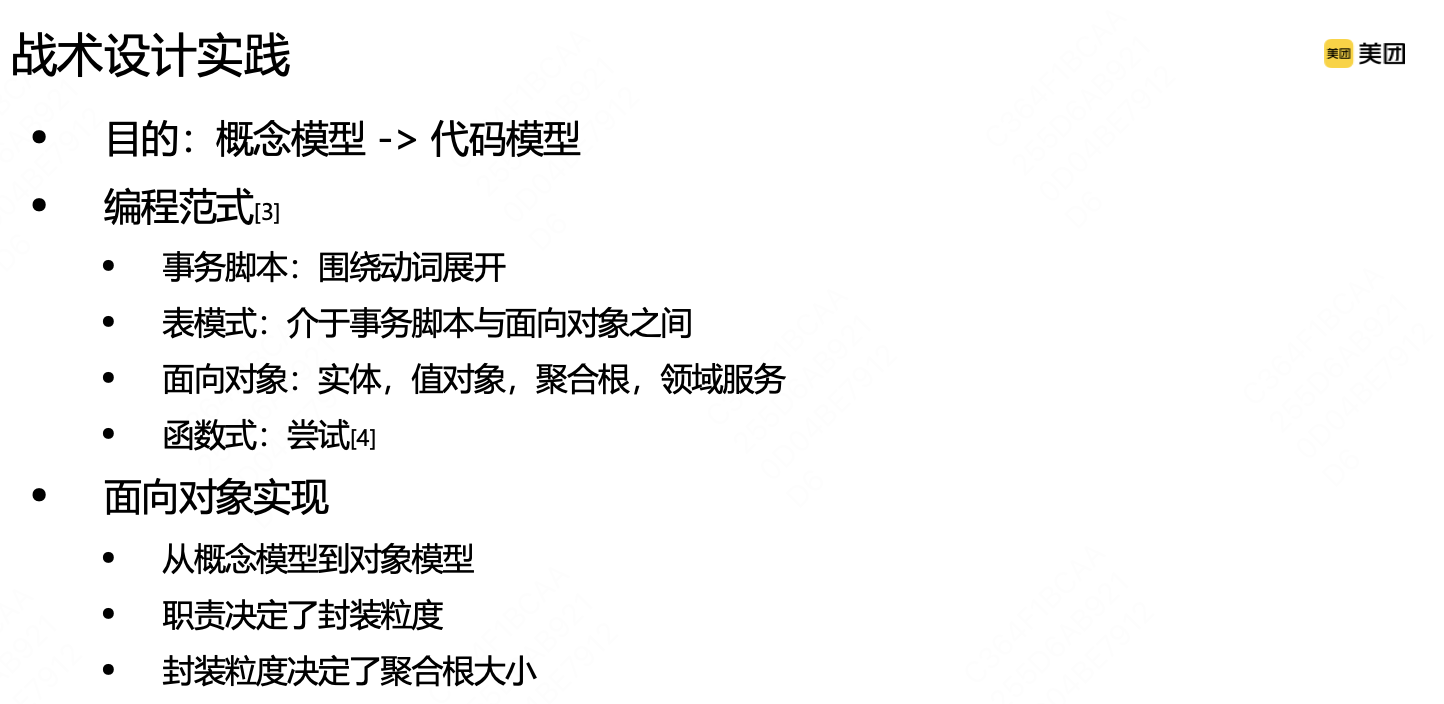 战术设计实践
美团 美团
• 目的：概念模型 -> 代码模型
• 编程范式[3]
• 事务脚本：围绕动词展开
• 表模式：介于事务脚本与面向对象之间
• 面向对象：实体，值对象，聚合根，领域服务
• 函数式：尝试[4]
• 面向对象实现
• 从概念模型到对象模型
• 职责决定了封装粒度
• 封装粒度决定了聚合根大小